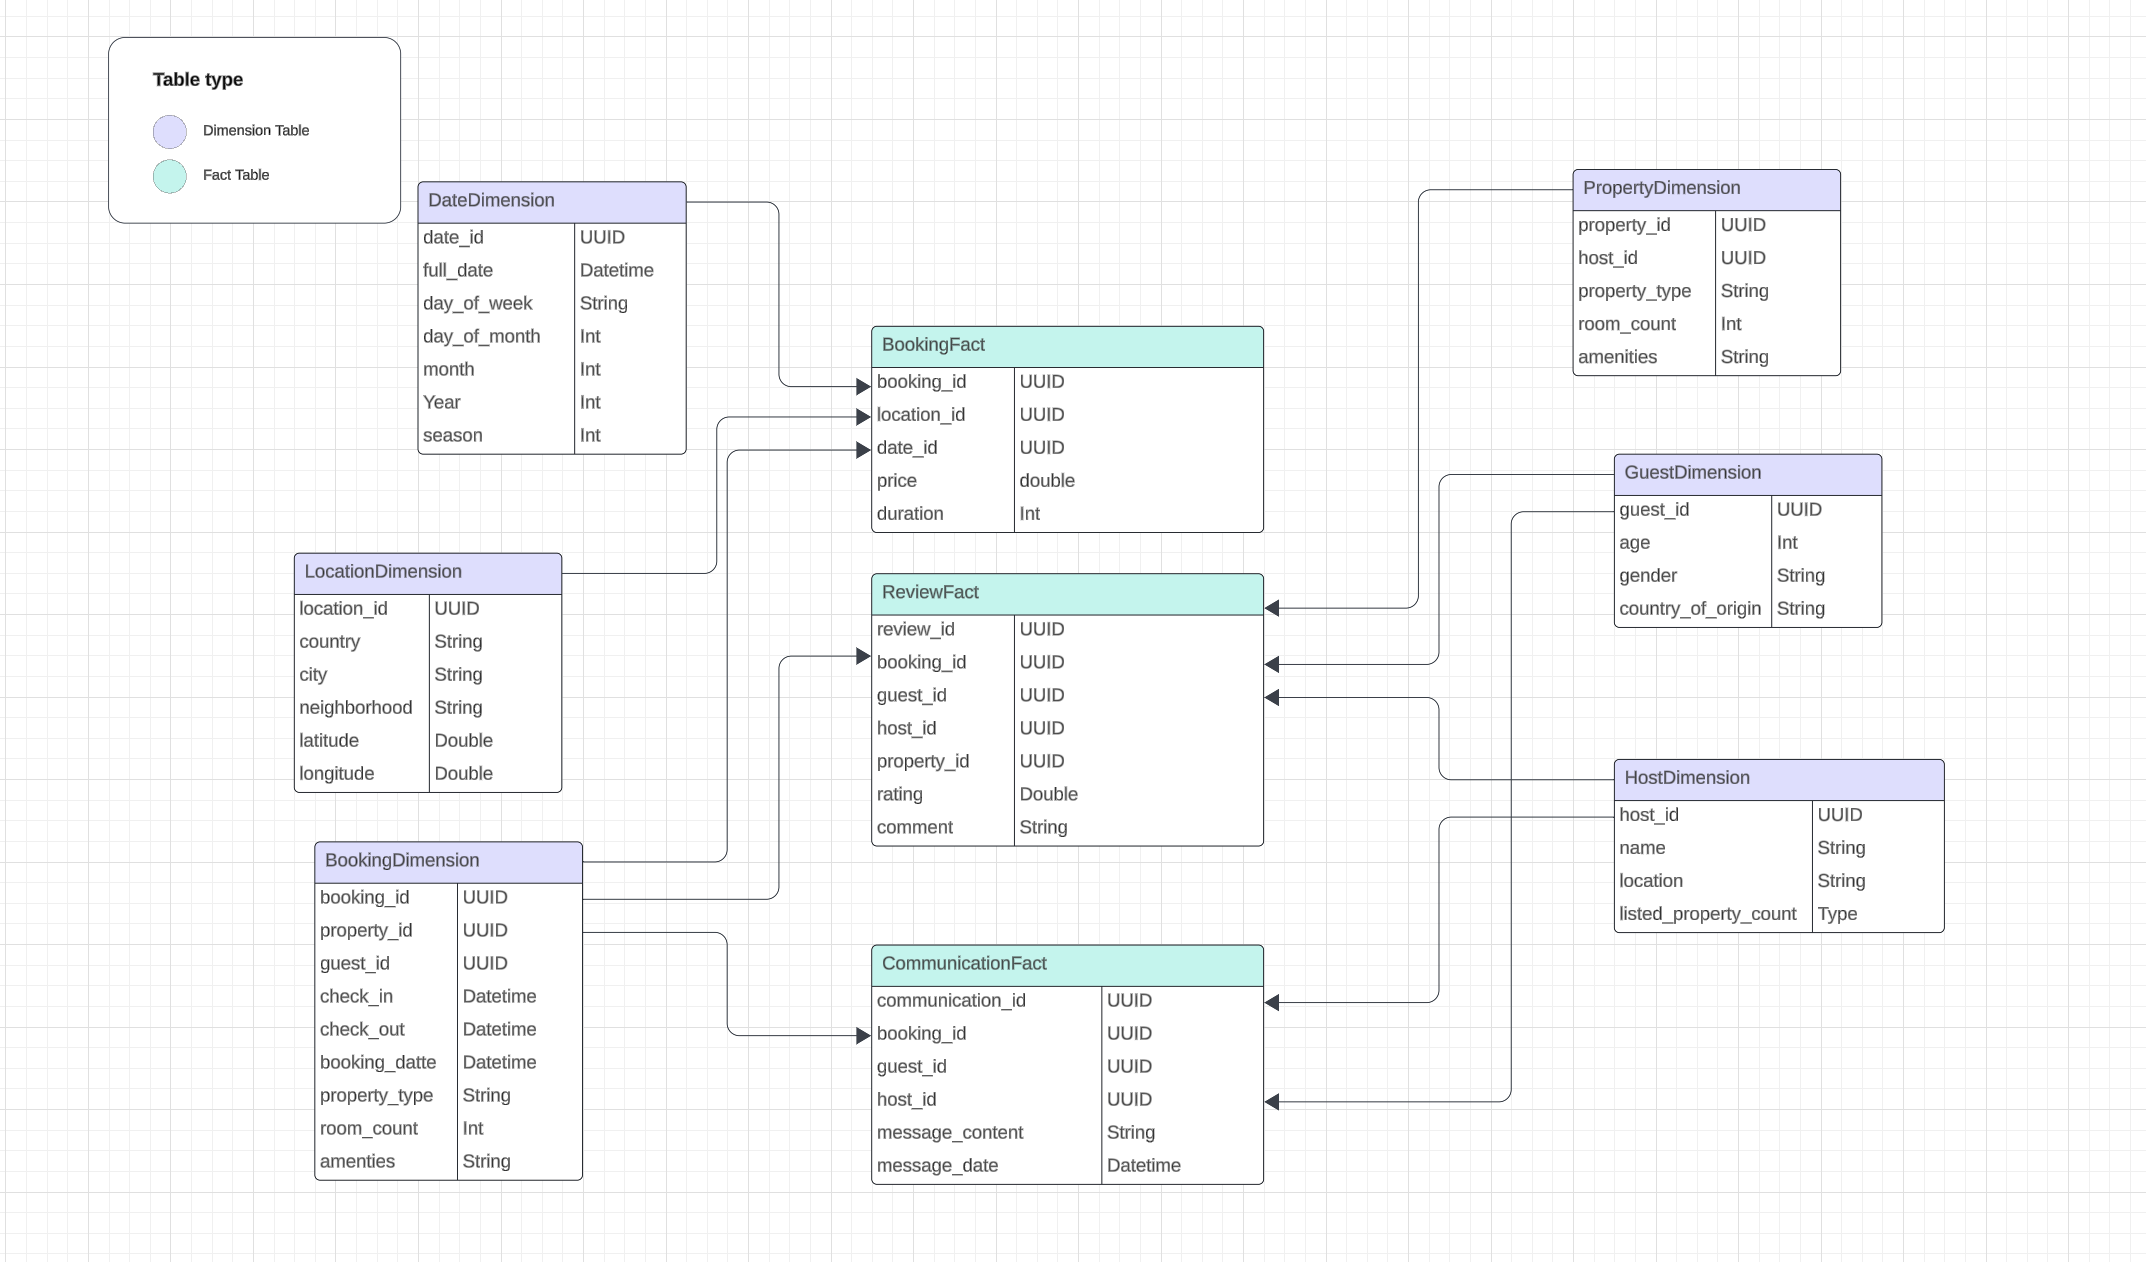 Table type
Dimension Table
Fact Table
DateDimension
date_id UUID
full_date Datetime
day_of_week String
day_of_month Int
month Int
Year Int
season Int
LocationDimension
location_id UUID
country String
city String
neighborhood String
latitude Double
longitude Double
BookingDimension
booking_id UUID
property_id UUID
guest_id UUID
check_in Datetime
check_out Datetime
booking_datte Datetime
property_type String
room_count Int
amenties String
BookingFact
booking_id UUID
location_id UUID
date_id UUID
price double
duration Int
ReviewFact
review_id UUID
booking_id UUID
guest_id UUID
host_id UUID
property_id UUID
rating Double
comment String
CommunicationFact
communication_id UUID
booking_id UUID
guest_id UUID
host_id UUID
message_content String
message_date Datetime
PropertyDimension
property_id UUID
host_id UUID
property_type String
room_count Int
amenities String
GuestDimension
guest_id UUID
age Int
gender String
country_of_origin String
HostDimension
host_id UUID
name String
location String
listed_property_count Type